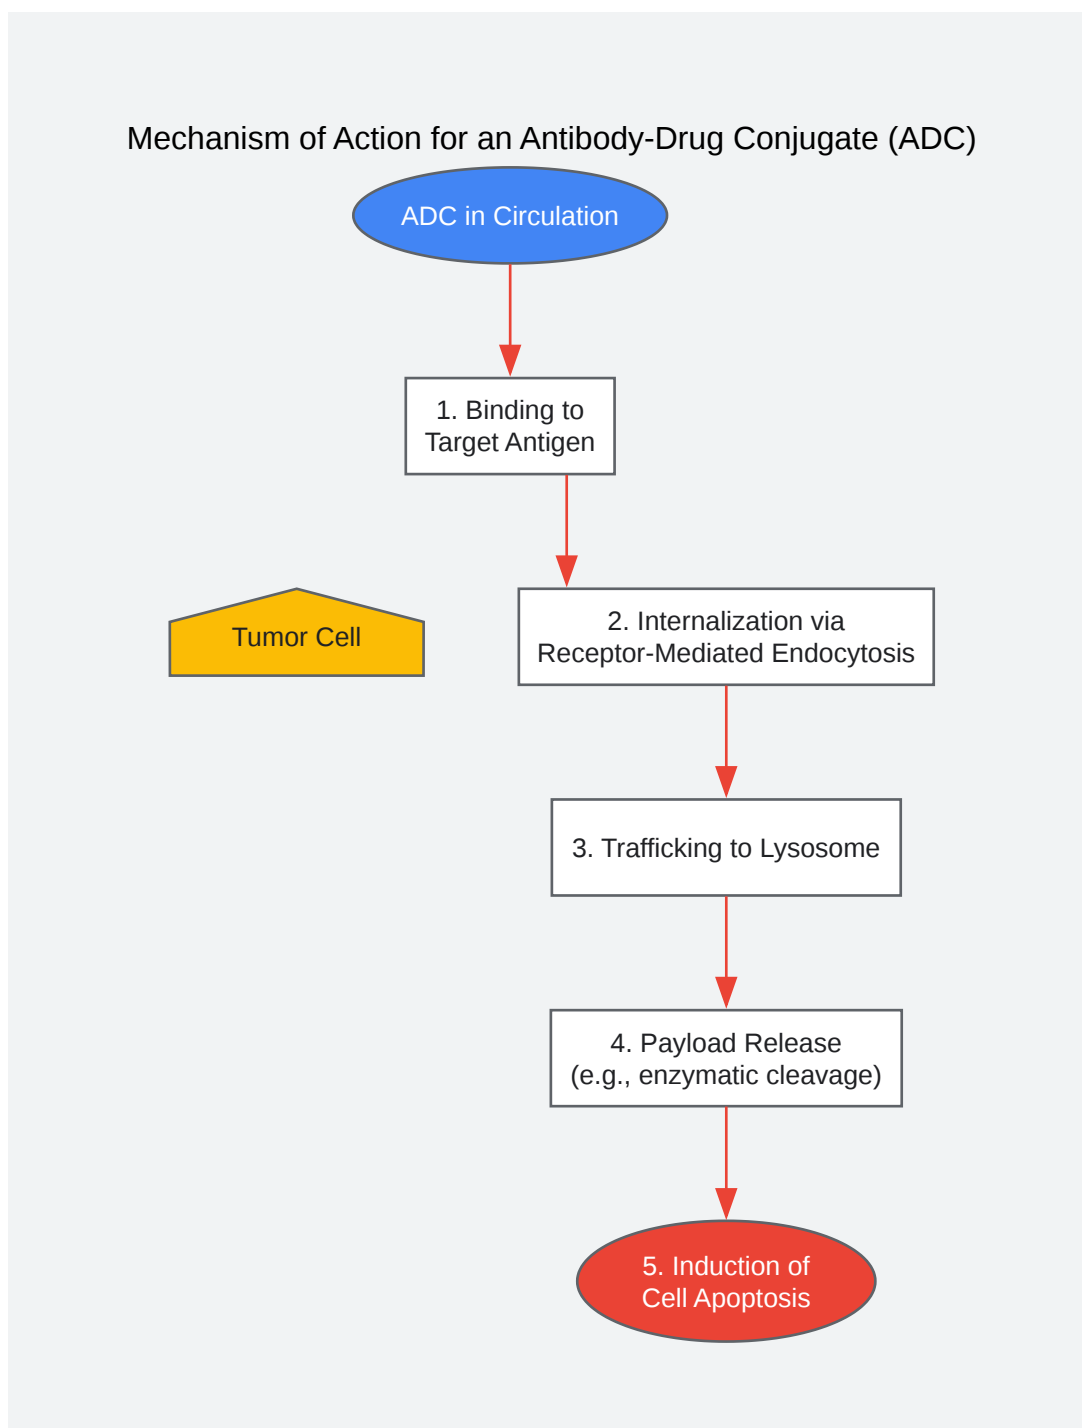 Mechanism of Action for an Antibody-Drug Conjugate (ADC)
ADC in Circulation
1. Binding to
Target Antigen
Tumor Cell
2. Internalization via
Receptor-Mediated Endocytosis
3. Trafficking to Lysosome
4. Payload Release
(e.g., enzymatic cleavage)
5. Induction of
Cell Apoptosis